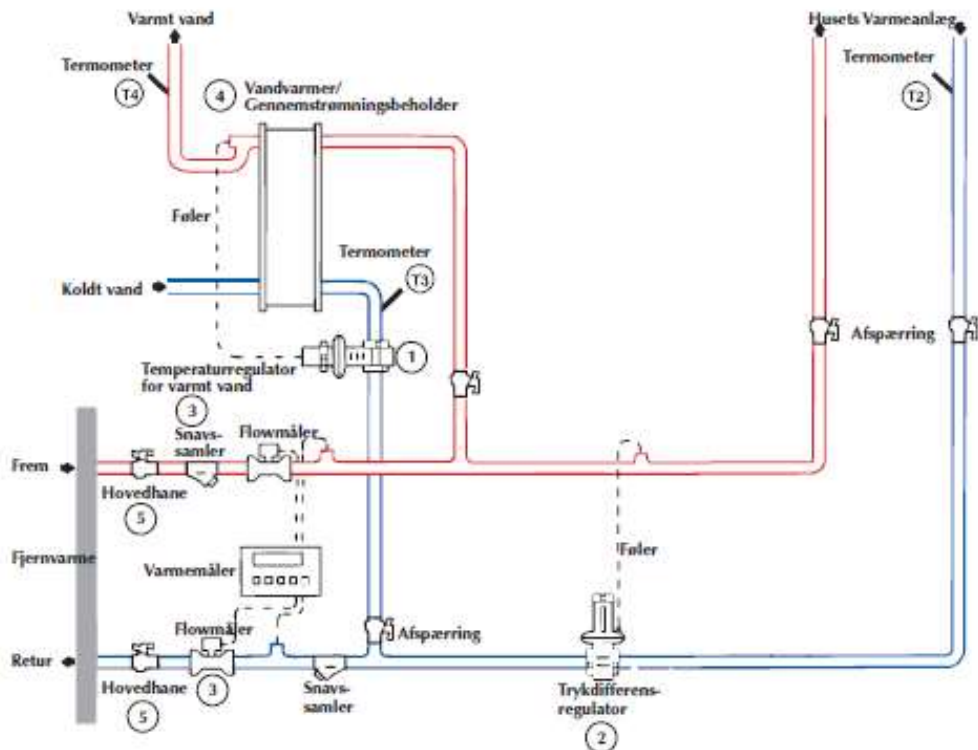 Varmt vand
Husets Varmeanlæg
Termometer
T4
4
Vandvarmer/
Gennemstrømningsbeholder
Termometer
T2
Føler
Termometer
T3
Koldt vand
1
Afspærring
Temperaturregulator
for varmt vand
3
Snavs-
samler
Flowmåler
Frem
Hovedhane
5
Fjernvarme
Varmemåler
Føler
Flowmåler
Afspærring
Retur
Hovedhane
3
Snavs-
samler
Trykdifferens-
regulator
5
2